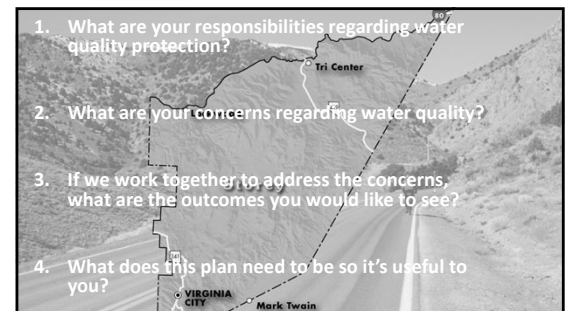 80
1. What are your responsibilities regarding water
quality protection?
Tri Center
2. What are your concerns regarding water quality?
3. If we work together to address the concerns,
what are the outcomes you would like to see?
4. What does this plan need to be so it's useful to
you?
341
VIRGINIA
CITY
Mark Twain